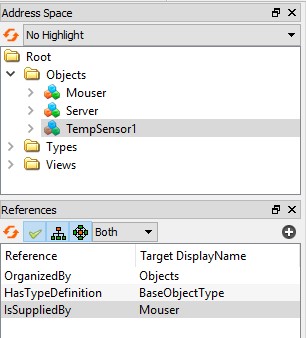 Address Space
No Highlight
Root
Objects
Mouser
Server
TempSensor1
Types
Views
References
Both
Reference Target DisplayName
OrganizedBy Objects
HasTypeDefinition BaseObjectType
IsSuppliedBy Mouser